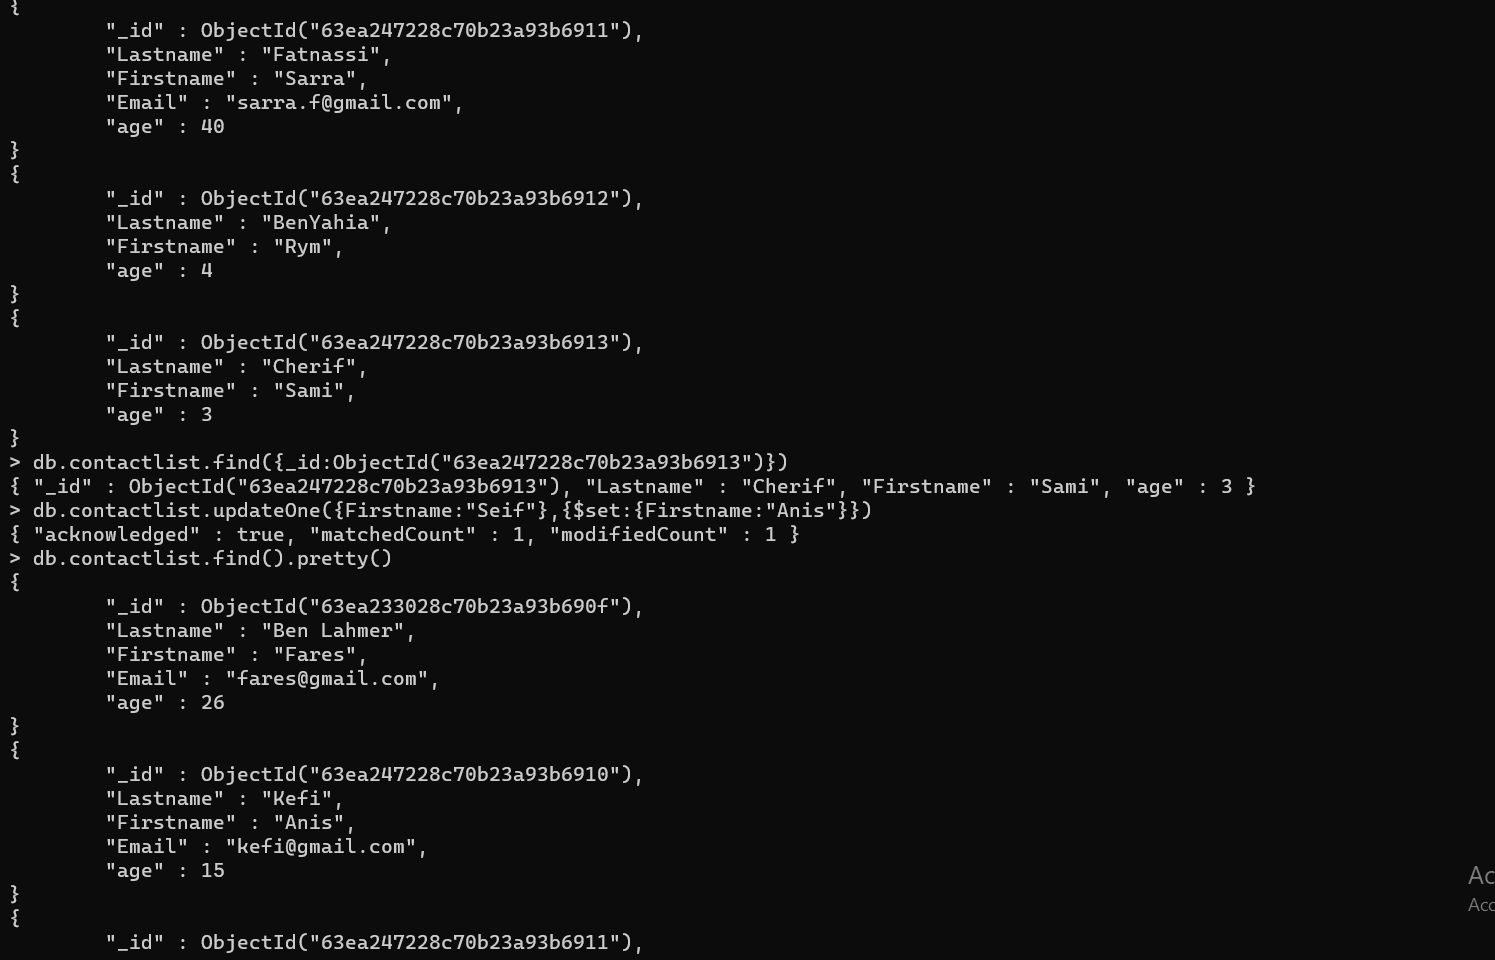 {
"_id" : ObjectId("63ea247228c70b23a93b6911"),
"Lastname" : "Fatnassi",
"Firstname" : "Sarra",
"Email" : "sarra.f@gmail.com",
"age" : 40
}
{
"_id" : ObjectId("63ea247228c70b23a93b6912"),
"Lastname" : "BenYahia",
"Firstname" : "Rym",
"age" : 4
}
{
"_id" : ObjectId("63ea247228c70b23a93b6913"),
"Lastname" : "Cherif",
"Firstname" : "Sami",
"age" : 3
}
> db.contactlist.find({_id:ObjectId("63ea247228c70b23a93b6913")})
{ "_id" : ObjectId("63ea247228c70b23a93b6913"), "Lastname" : "Cherif", "Firstname" : "Sami", "age" : 3 }
> db.contactlist.updateOne({Firstname:"Seif"},{$set:{Firstname:"Anis"}})
{ "acknowledged" : true, "matchedCount" : 1, "modifiedCount" : 1 }
> db.contactlist.find().pretty()
{
"_id" : ObjectId("63ea233028c70b23a93b690f"),
"Lastname" : "Ben Lahmer",
"Firstname" : "Fares",
"Email" : "fares@gmail.com",
"age" : 26
}
{
"_id" : ObjectId("63ea247228c70b23a93b6910"),
"Lastname" : "Kefi",
"Firstname" : "Anis",
"Email" : "kefi@gmail.com",
"age" : 15
}
{
"_id" : ObjectId("63ea247228c70b23a93b6911"),